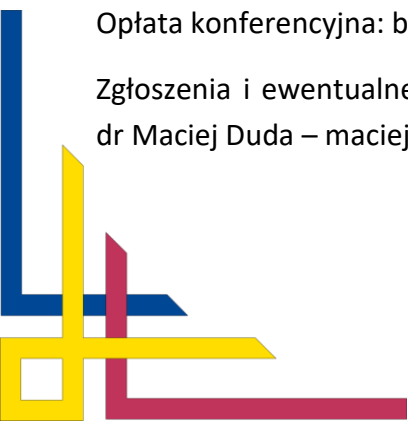 Opłata konferencyjna: b
Zgłoszenia i ewentualne
dr Maciej Duda – maciej